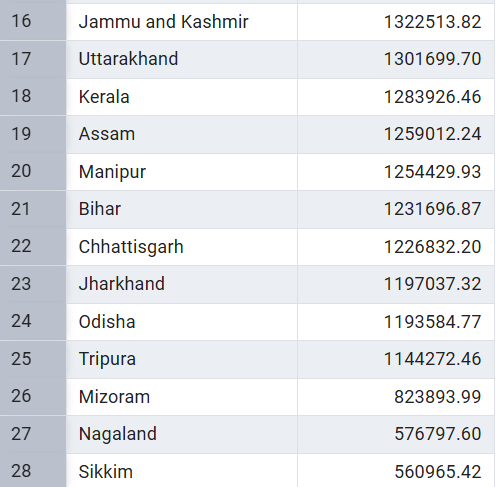 16 Jammu and Kashmir 1322513.82
17 Uttarakhand 1301699.70
18 Kerala 1283926.46
19 Assam 1259012.24
20 Manipur 1254429.93
21 Bihar 1231696.87
22 Chhattisgarh 1226832.20
23 Jharkhand 1197037.32
24 Odisha 1193584.77
25 Tripura 1144272.46
26 Mizoram 823893.99
27 Nagaland 576797.60
28 Sikkim 560965.42